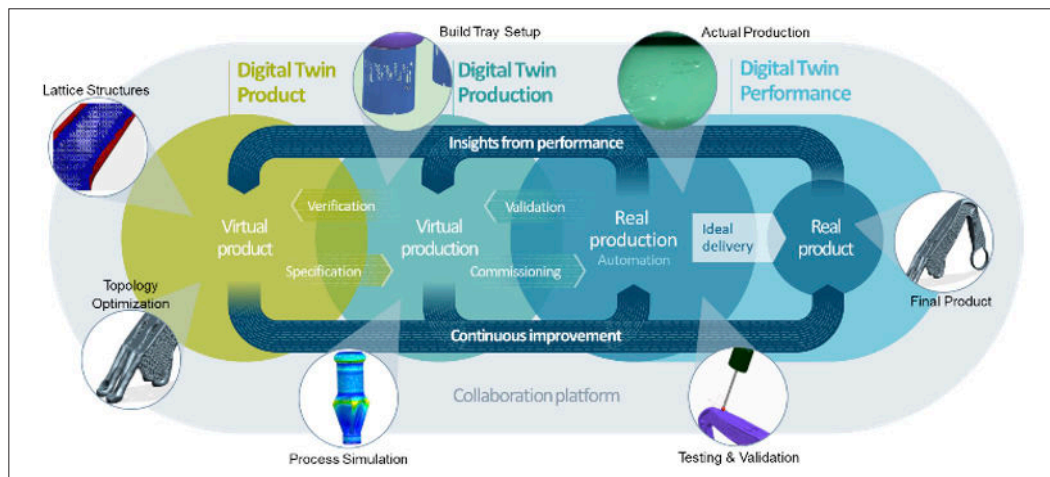 Build Tray Setup
Actual Production
Lattice Structures
Digital Twin
Product
Digital Twin
Production
Digital Twin
Performance
Insights from performance
Verification
Validation
Virtual
product
Virtual
production
Real
production
Automation
Ideal
delivery
Real
product
Specification
Commissioning
Topology
Optimization
Final Product
Continuous improvement
Collaboration platform
Process Simulation
Testing & Validation